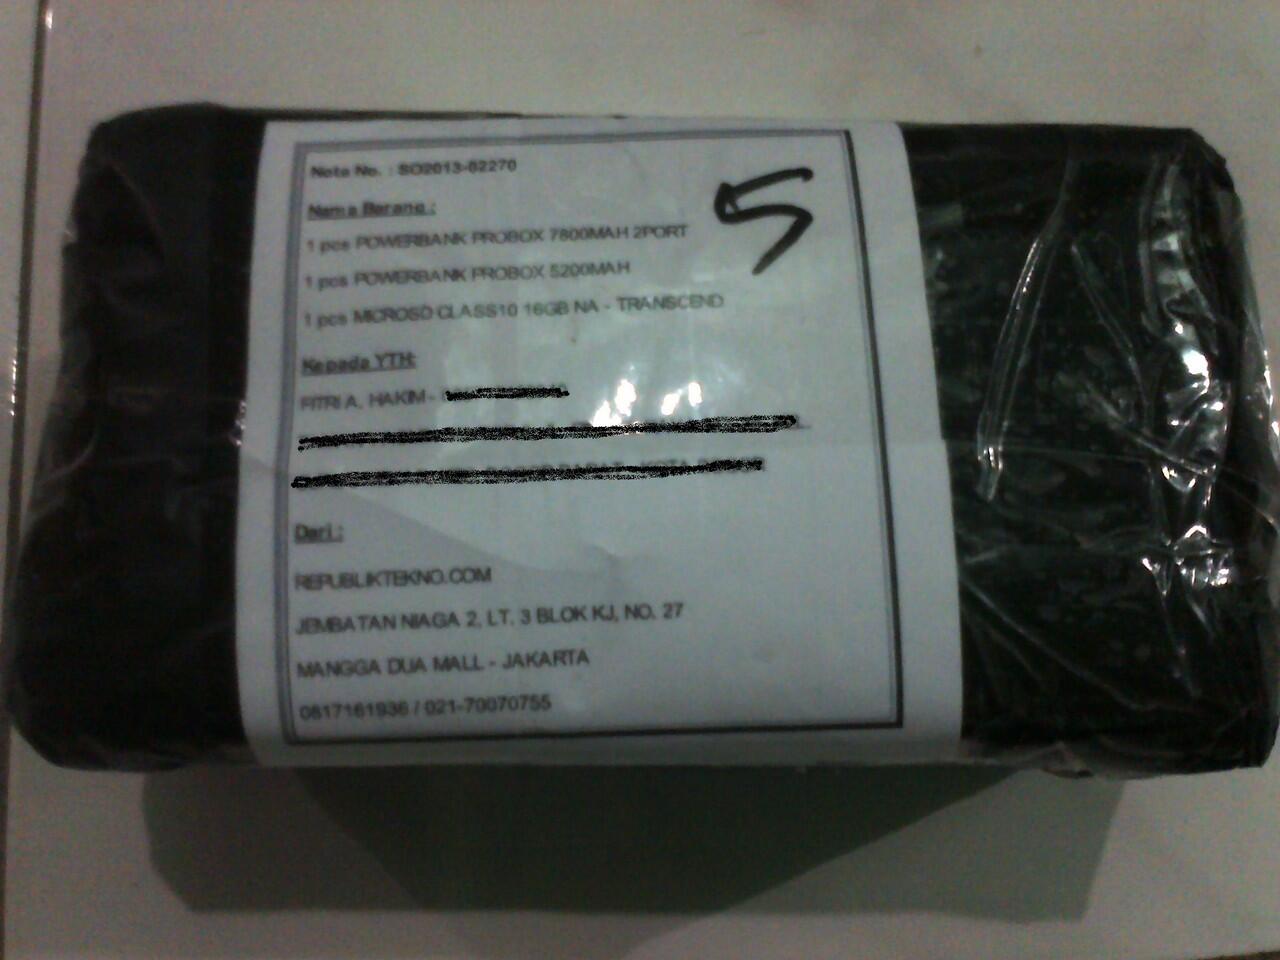 Nota No. : SO2013-82270
5
Nama Barang :
1 pcs POWERBANK PROBOX 7800MAH 2PORT
1 pcs POWERBANK PROBOX 5200MAH
1 pcs MICROSD CLASS10 16GB NA - TRANSCEND
Kepada YTH:
FITRI A. HAKIM -
Dari :
REPUBLIKTEKNO.COM
JEMBATAN NIAGA 2, LT. 3 BLOK KJ, NO. 27
MANGGA DUA MALL - JAKARTA
0817161936 / 021-70070755